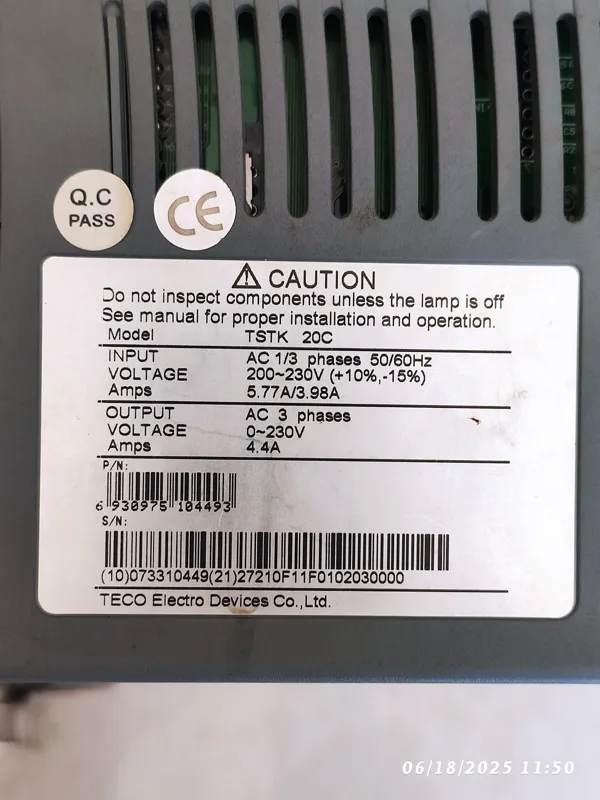 Q.C
PASS
CE
CAUTION
Do not inspect components unless the lamp is off
See manual for proper installation and operation.
Model TSTK 20C
INPUT AC 1/3 phases 50/60Hz
VOLTAGE 200~230V (+10%,-15%)
Amps 5.77A/3.98A
OUTPUT AC 3 phases
VOLTAGE 0~230V
Amps 4.4A
P/N:
6 930975 104493
S/N:
(10)073310449(21)27210F11F0102030000
TECO Electro Devices Co.,Ltd.
06/18/2025 11:50